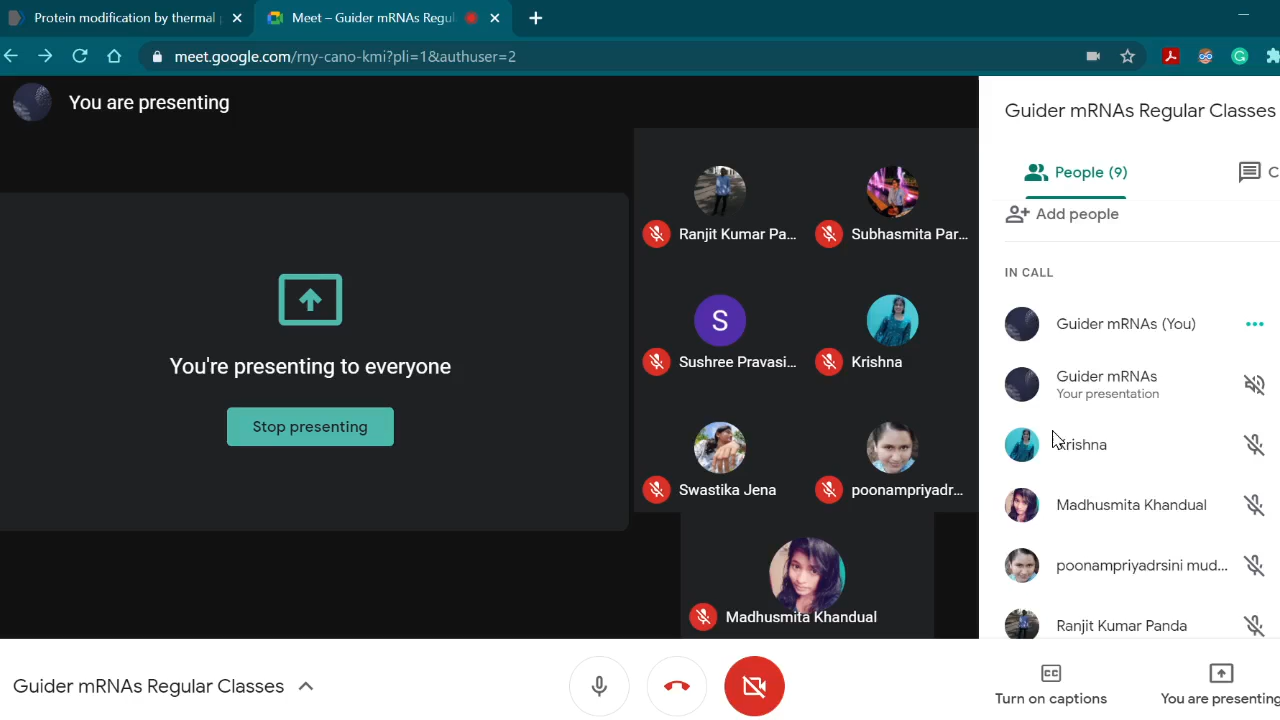 Protein modification by thermal
Meet – Guider mRNAs Regul
meet.google.com/rny-cano-kmi?pli=1&authuser=2
You are presenting
You're presenting to everyone
Stop presenting
Ranjit Kumar Pa...
Subhasmita Par...
S
Sushree Pravasi...
Krishna
Swastika Jena
poonampriyadr...
Madhusmita Khandual
Guider mRNAs Regular Classes
People (9)
C
Add people
IN CALL
Guider mRNAs (You)
Guider mRNAs
Your presentation
Krishna
Madhusmita Khandual
poonampriyadrsini mud...
Ranjit Kumar Panda
Guider mRNAs Regular Classes
CC
Turn on captions
You are presenting